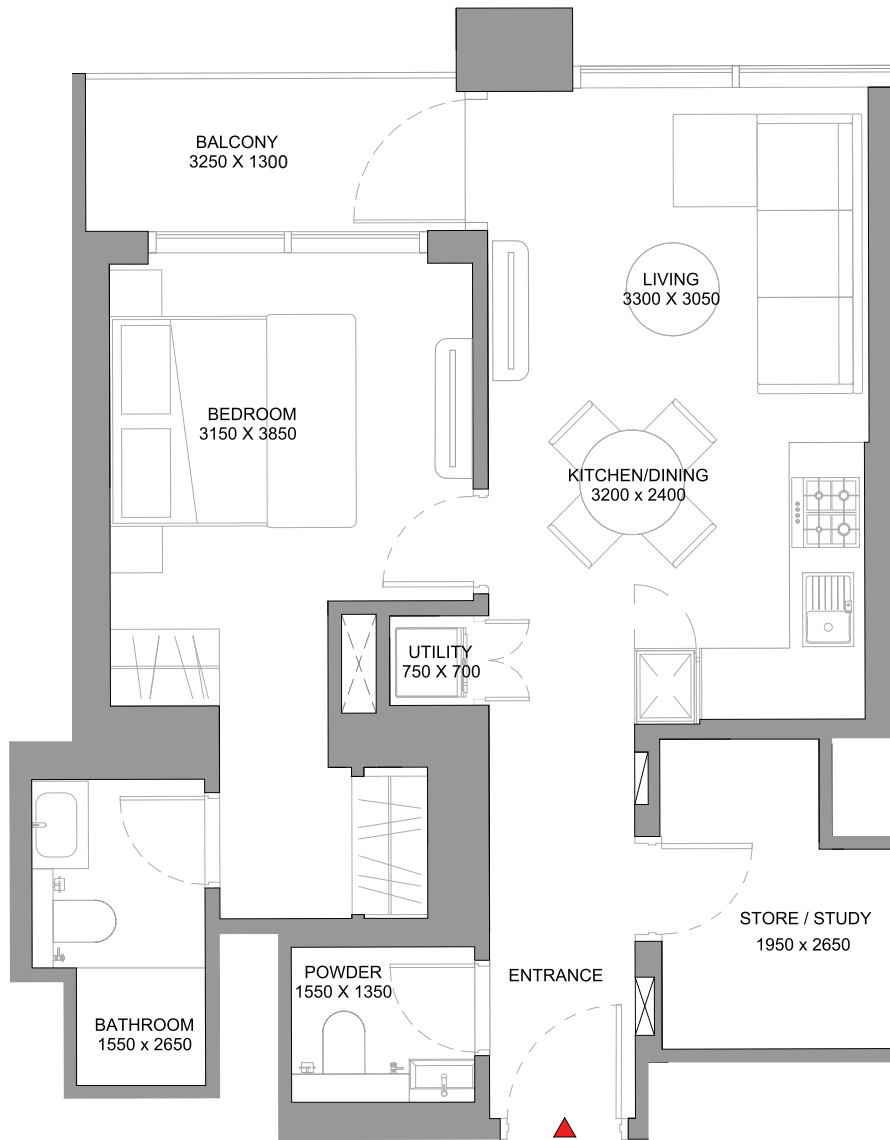 BALCONY
3250 X 1300
LIVING
3300 X 3050
BEDROOM
3150 X 3850
KITCHEN/DINING
3200 x 2400
UTILITY
750 X 700
STORE / STUDY
1950 x 2650
POWDER
1550 X 1350
ENTRANCE
BATHROOM
1550 x 2650